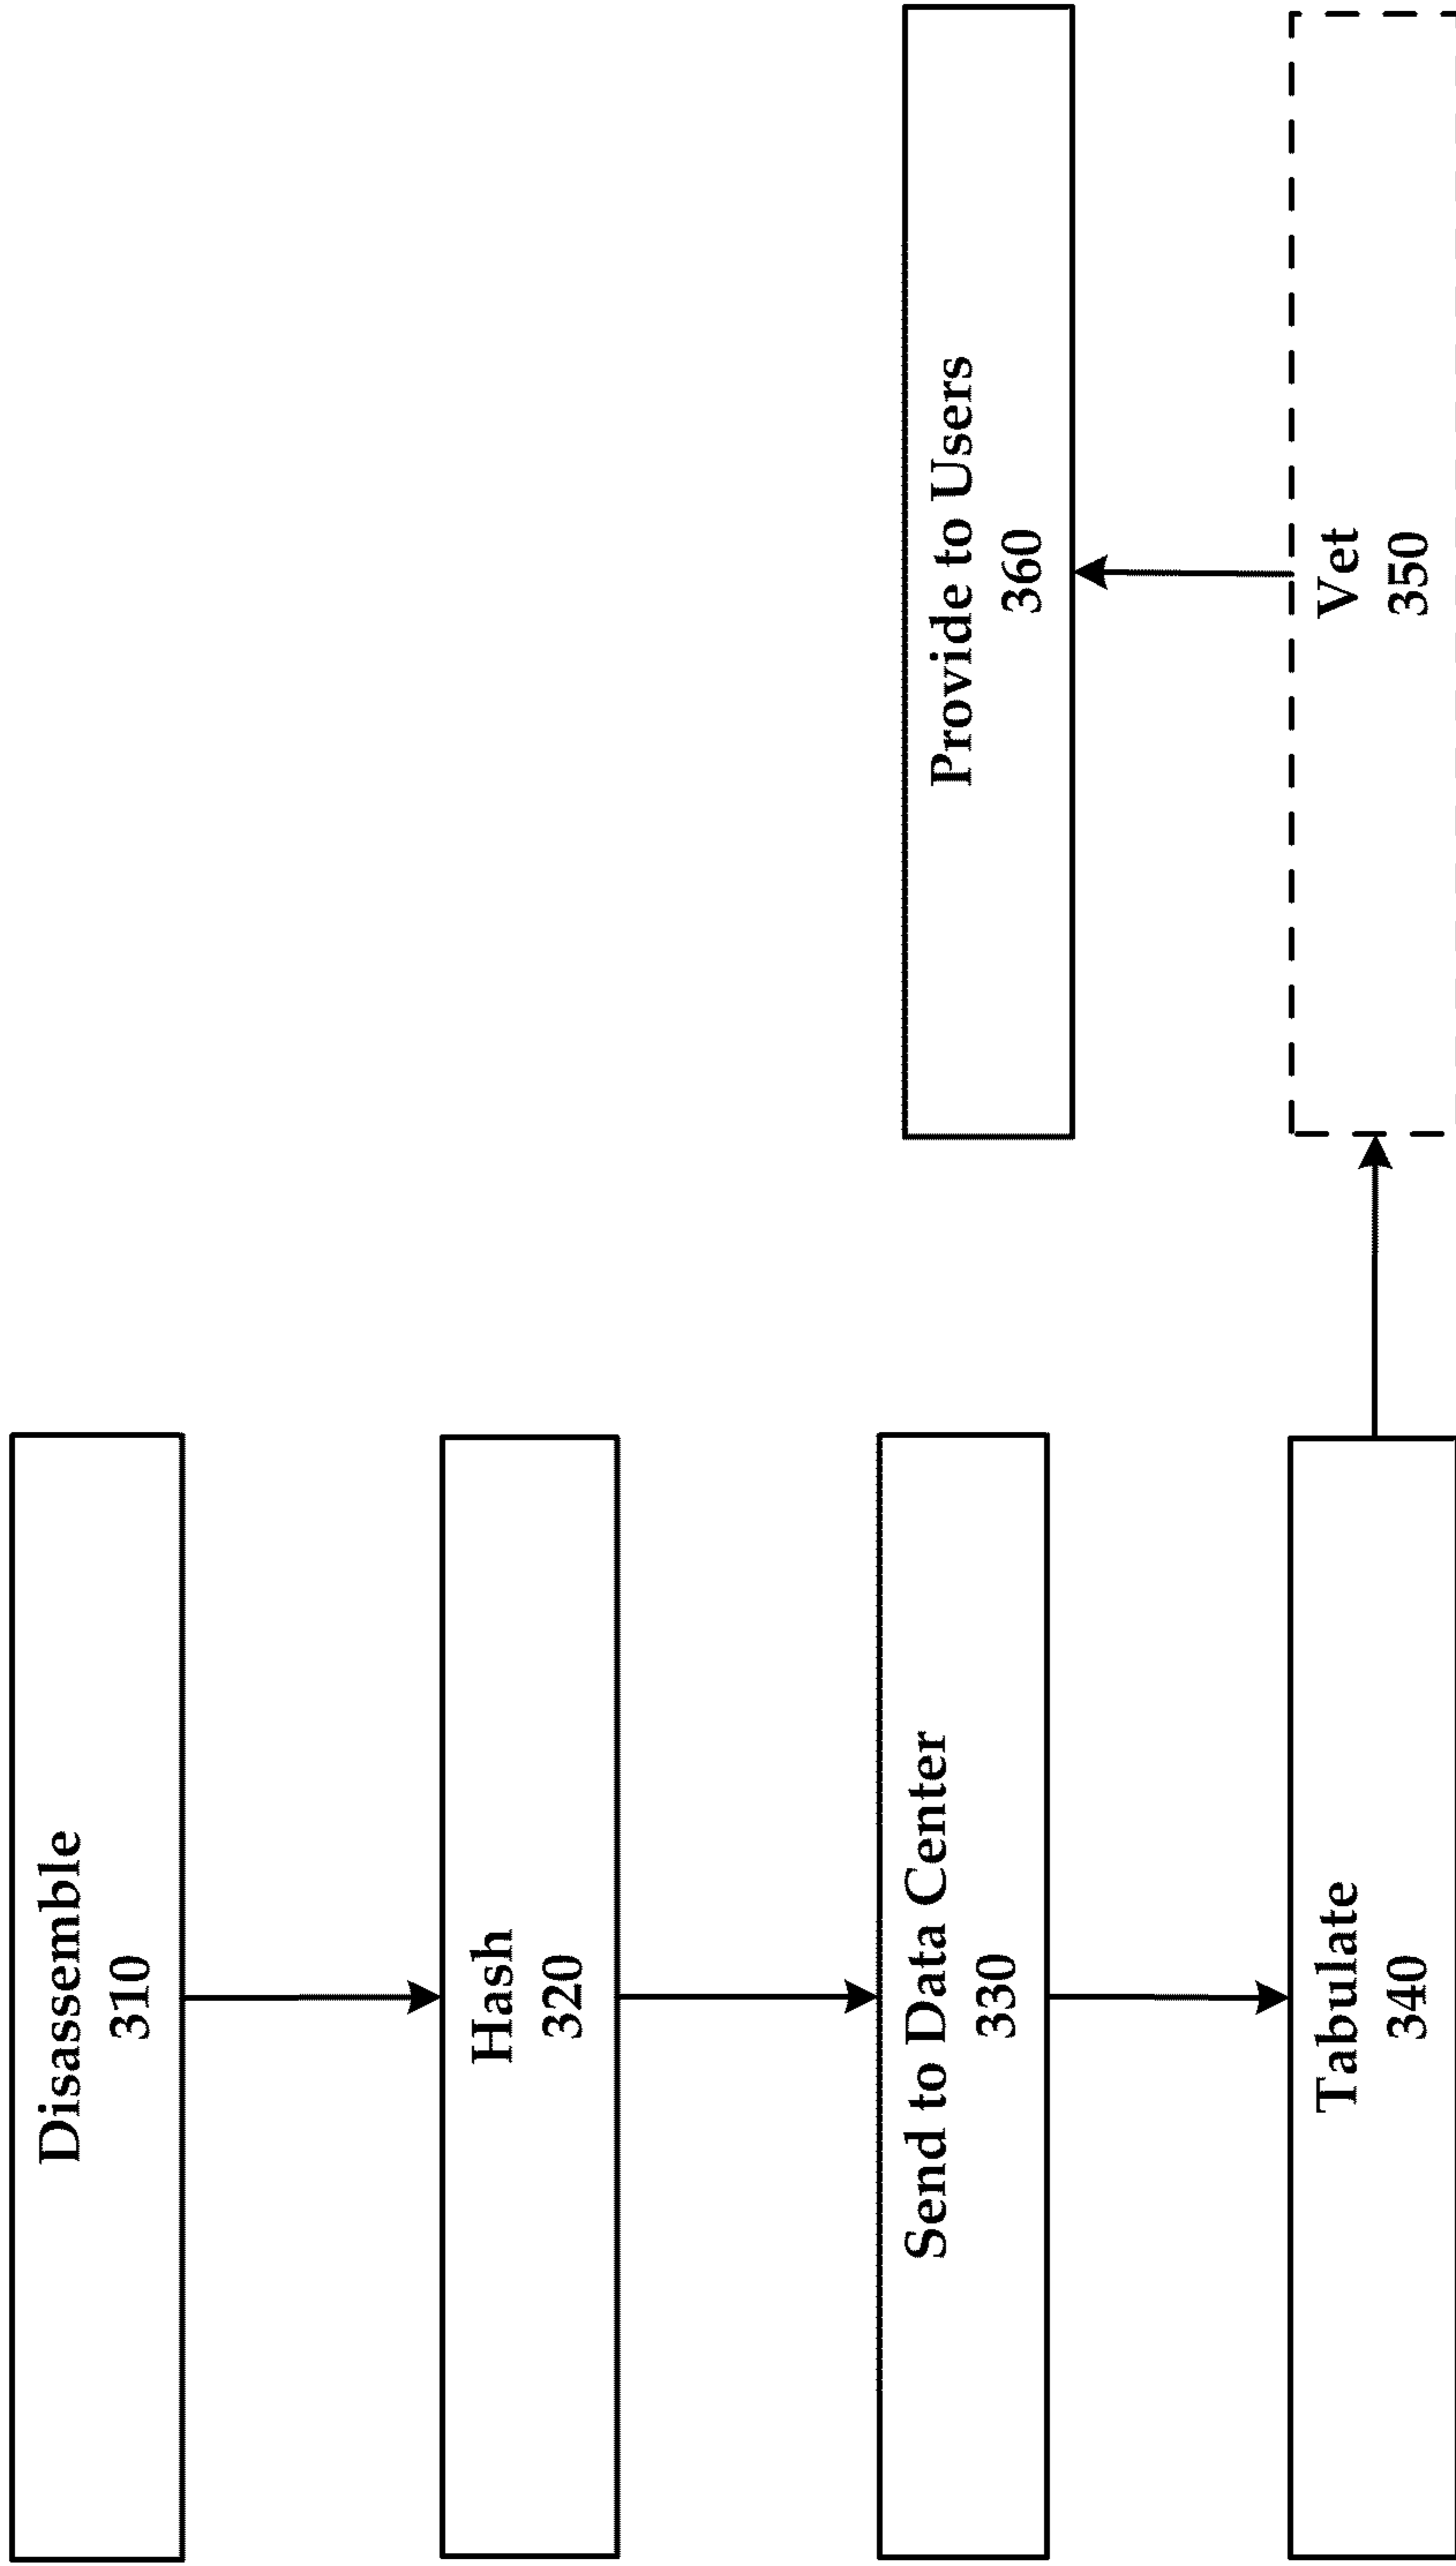 Disassemble
310
Hash
320
Send to Data Center
330
Tabulate
340
Vet
350
Provide to Users
360